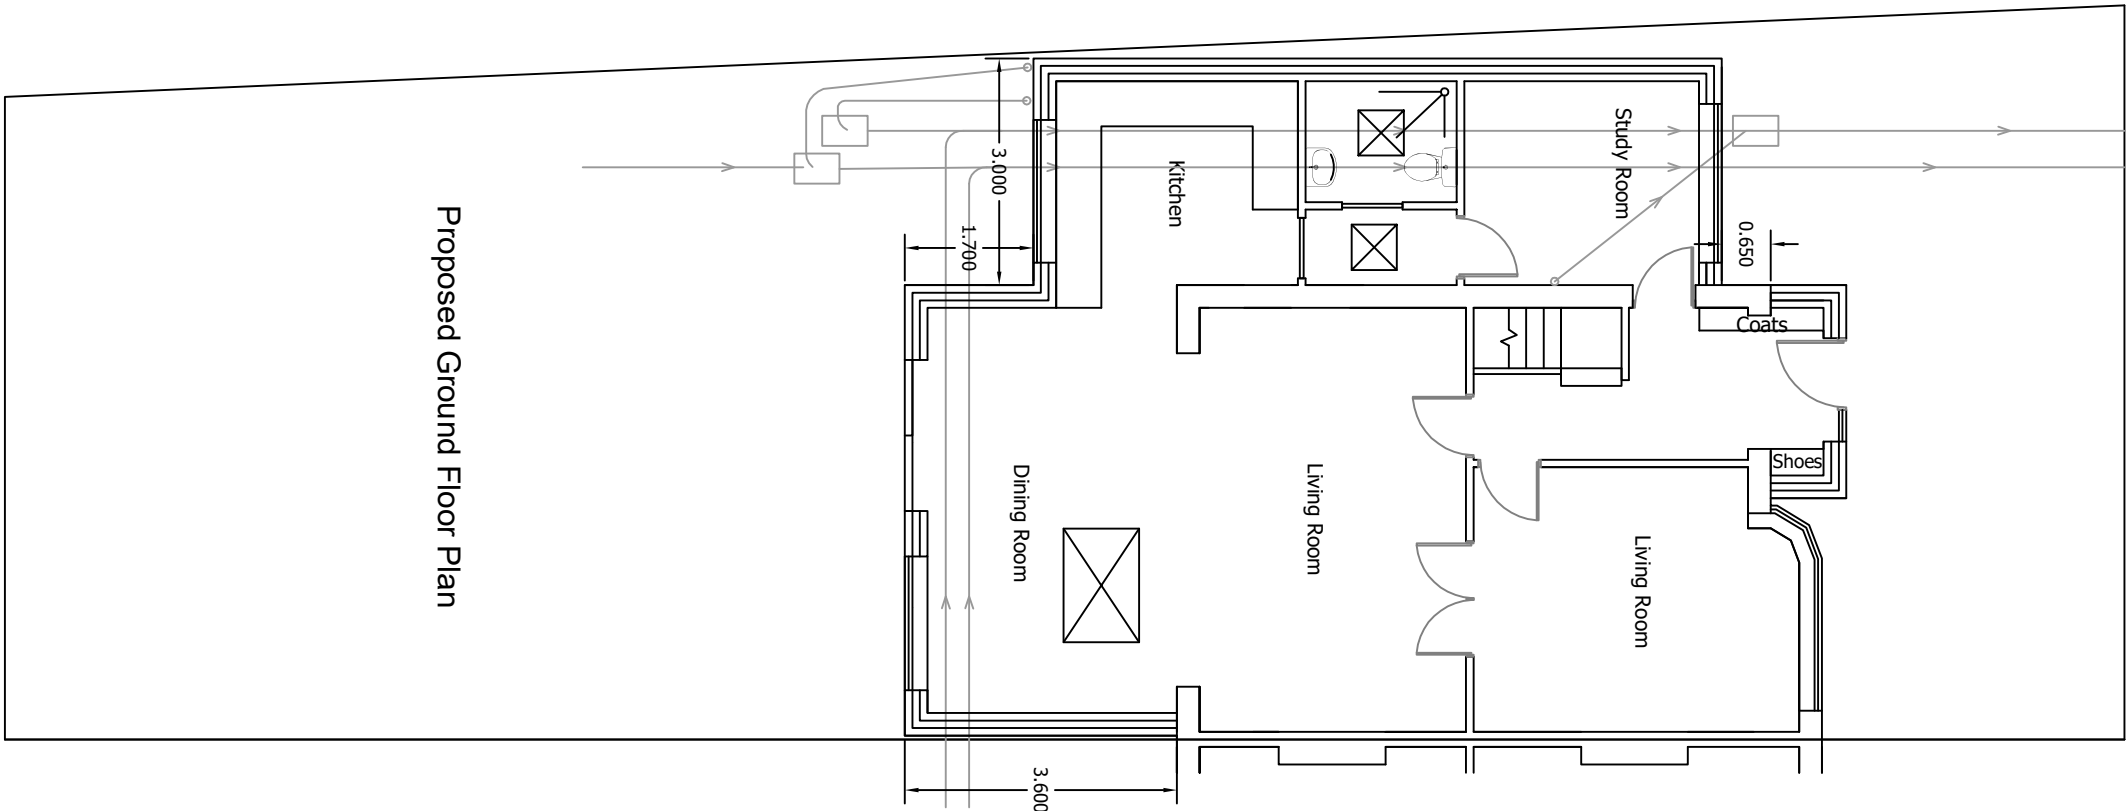 Proposed Ground Floor Plan
Kitchen
Study Room
Coats
Shoes
Dining Room
Living Room
Living Room
3.000
1.700
0.650
3.600